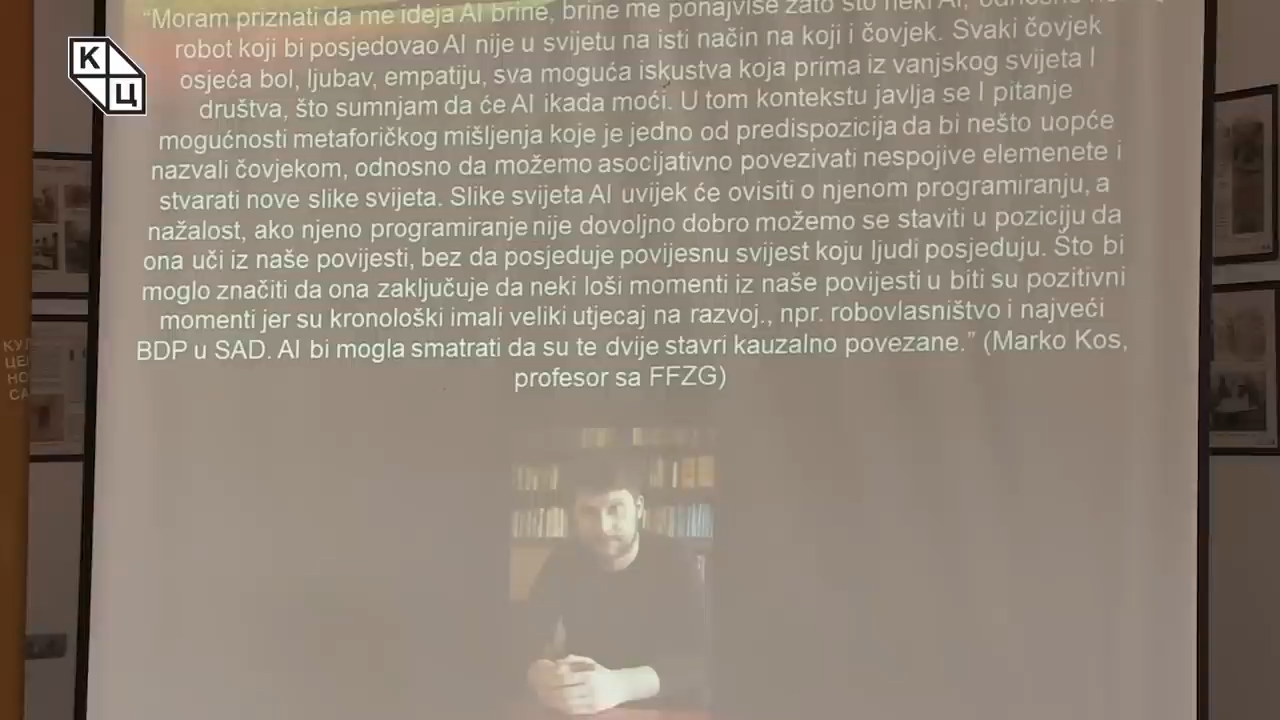 “Moram priznati da me ideja AI brine, brine me ponajviše zato što neki AI,
robot koji bi posjedovao AI nije u svijetu na isti način na koji i čovjek. Svaki čovjek
osjeća bol, ljubav, empatiju, sva moguća iskustva koja prima iz vanjskog svijeta I
društva, što sumnjam da će AI ikada moći. U tom kontekstu javlja se I pitanje
mogućnosti metaforičkog mišljenja koje je jedno od predispozicija da bi nešto uopće
nazvali čovjekom, odnosno da možemo asocijativno povezivati nespojive elemenete i
stvarati nove slike svijeta. Slike svijeta AI uvijek će ovisiti o njenom programiranju, a
nažalost, ako njeno programiranje nije dovoljno dobro možemo se staviti u poziciju da
ona uči iz naše povijesti, bez da posjeduje povijesnu svijest koju ljudi posjeduju. Što bi
moglo značiti da ona zaključuje da neki loši momenti iz naše povijesti u biti su pozitivni
momenti jer su kronološki imali veliki utjecaj na razvoj., npr. robovlasništvo i najveći
BDP u SAD. AI bi mogla smatrati da su te dvije stvari kauzalno povezane.” (Marko Kos,
profesor sa FFZG)
К
Ц
КУЛ
ЦЕ
НО
СА